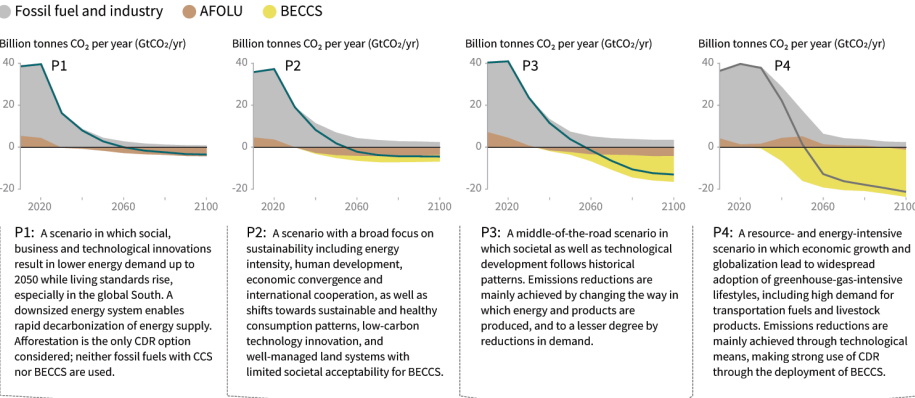 Fossil fuel and industry AFOLU BECCS
Billion tonnes CO₂ per year (GtCO₂/yr)
40
20
0
-20
P1
2020 2060 2100
P1: A scenario in which social,
business and technological innovations
result in lower energy demand up to
2050 while living standards rise,
especially in the global South. A
downsized energy system enables
rapid decarbonization of energy supply.
Afforestation is the only CDR option
considered; neither fossil fuels with CCS
nor BECCS are used.
Billion tonnes CO₂ per year (GtCO₂/yr)
40
20
0
-20
P2
2020 2060 2100
P2: A scenario with a broad focus on
sustainability including energy
intensity, human development,
economic convergence and
international cooperation, as well as
shifts towards sustainable and healthy
consumption patterns, low-carbon
technology innovation, and
well-managed land systems with
limited societal acceptability for BECCS.
Billion tonnes CO₂ per year (GtCO₂/yr)
40
20
0
-20
P3
2020 2060 2100
P3: A middle-of-the-road scenario in
which societal as well as technological
development follows historical
patterns. Emissions reductions are
mainly achieved by changing the way in
which energy and products are
produced, and to a lesser degree by
reductions in demand.
Billion tonnes CO₂ per year (GtCO₂/yr)
40
20
0
-20
P4
2020 2060 2100
P4: A resource- and energy-intensive
scenario in which economic growth and
globalization lead to widespread
adoption of greenhouse-gas-intensive
lifestyles, including high demand for
transportation fuels and livestock
products. Emissions reductions are
mainly achieved through technological
means, making strong use of CDR
through the deployment of BECCS.